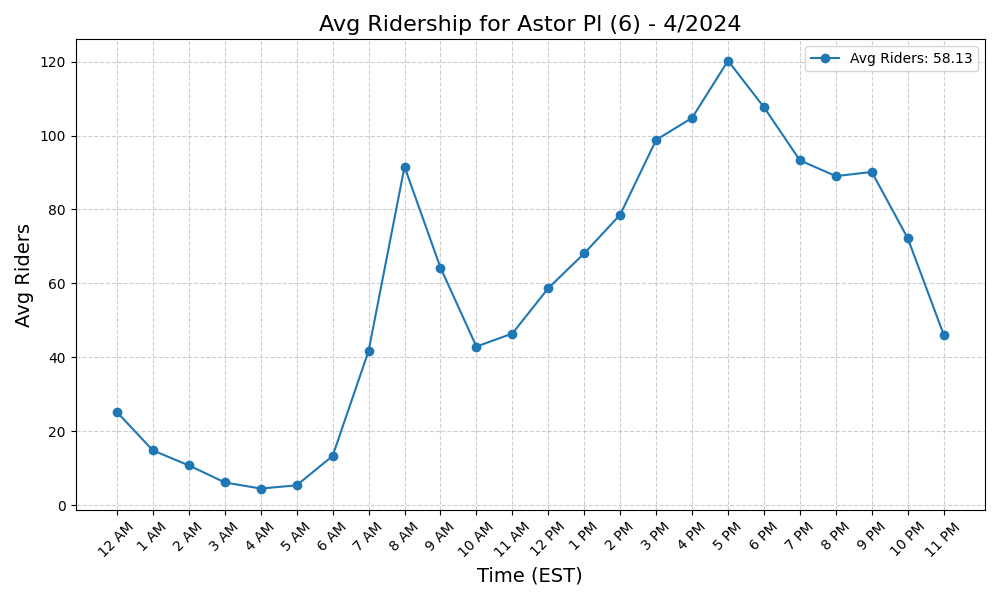 Avg Ridership for Astor Pl (6) - 4/2024
Avg Riders: 58.13
Avg Riders
120
100
80
60
40
20
0
12 AM
1 AM
2 AM
3 AM
4 AM
5 AM
6 AM
7 AM
8 AM
9 AM
10 AM
11 AM
12 PM
1 PM
2 PM
3 PM
4 PM
5 PM
6 PM
7 PM
8 PM
9 PM
10 PM
11 PM
Time (EST)